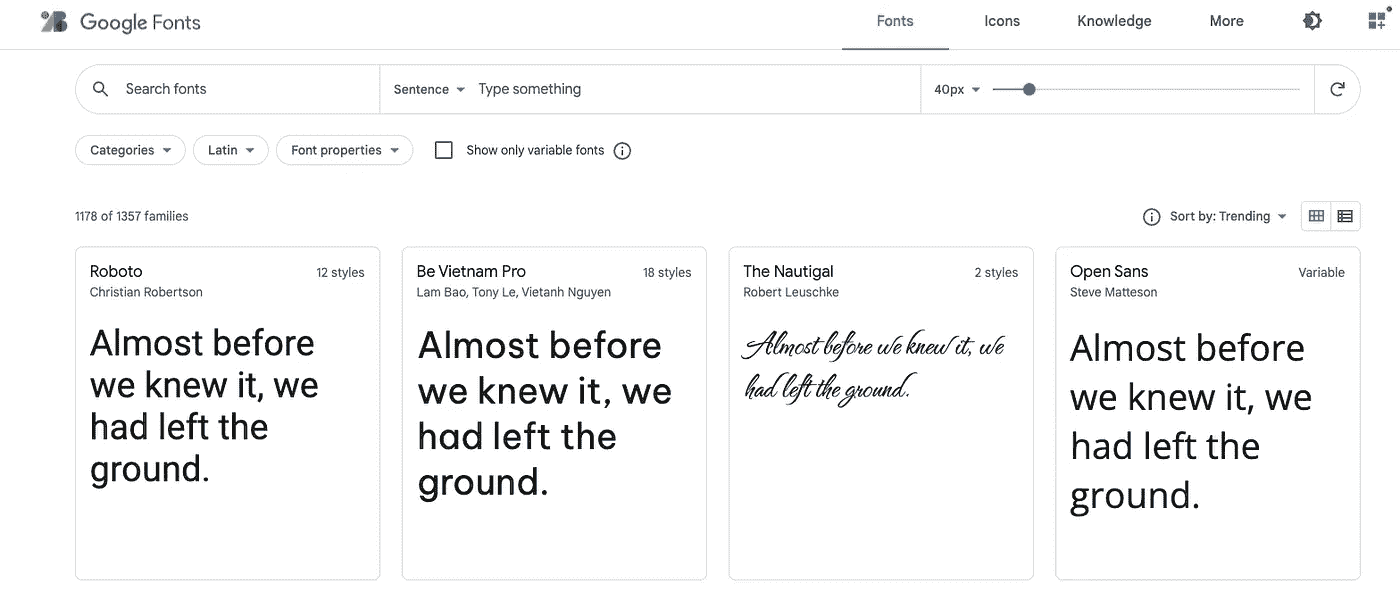 Google Fonts
Fonts Icons Knowledge More
Search fonts Sentence Type something 40px
Categories Latin Font properties Show only variable fonts
1178 of 1357 families Sort by: Trending
Roboto 12 styles
Christian Robertson
Almost before
we knew it, we
had left the
ground.
Be Vietnam Pro 18 styles
Lam Bao, Tony Le, Vietanh Nguyen
Almost before
we knew it, we
had left the
ground.
The Nautigal 2 styles
Robert Leuschke
Almost before we knew it, we
had left the ground.
Open Sans Variable
Steve Matteson
Almost before
we knew it, we
had left the
ground.